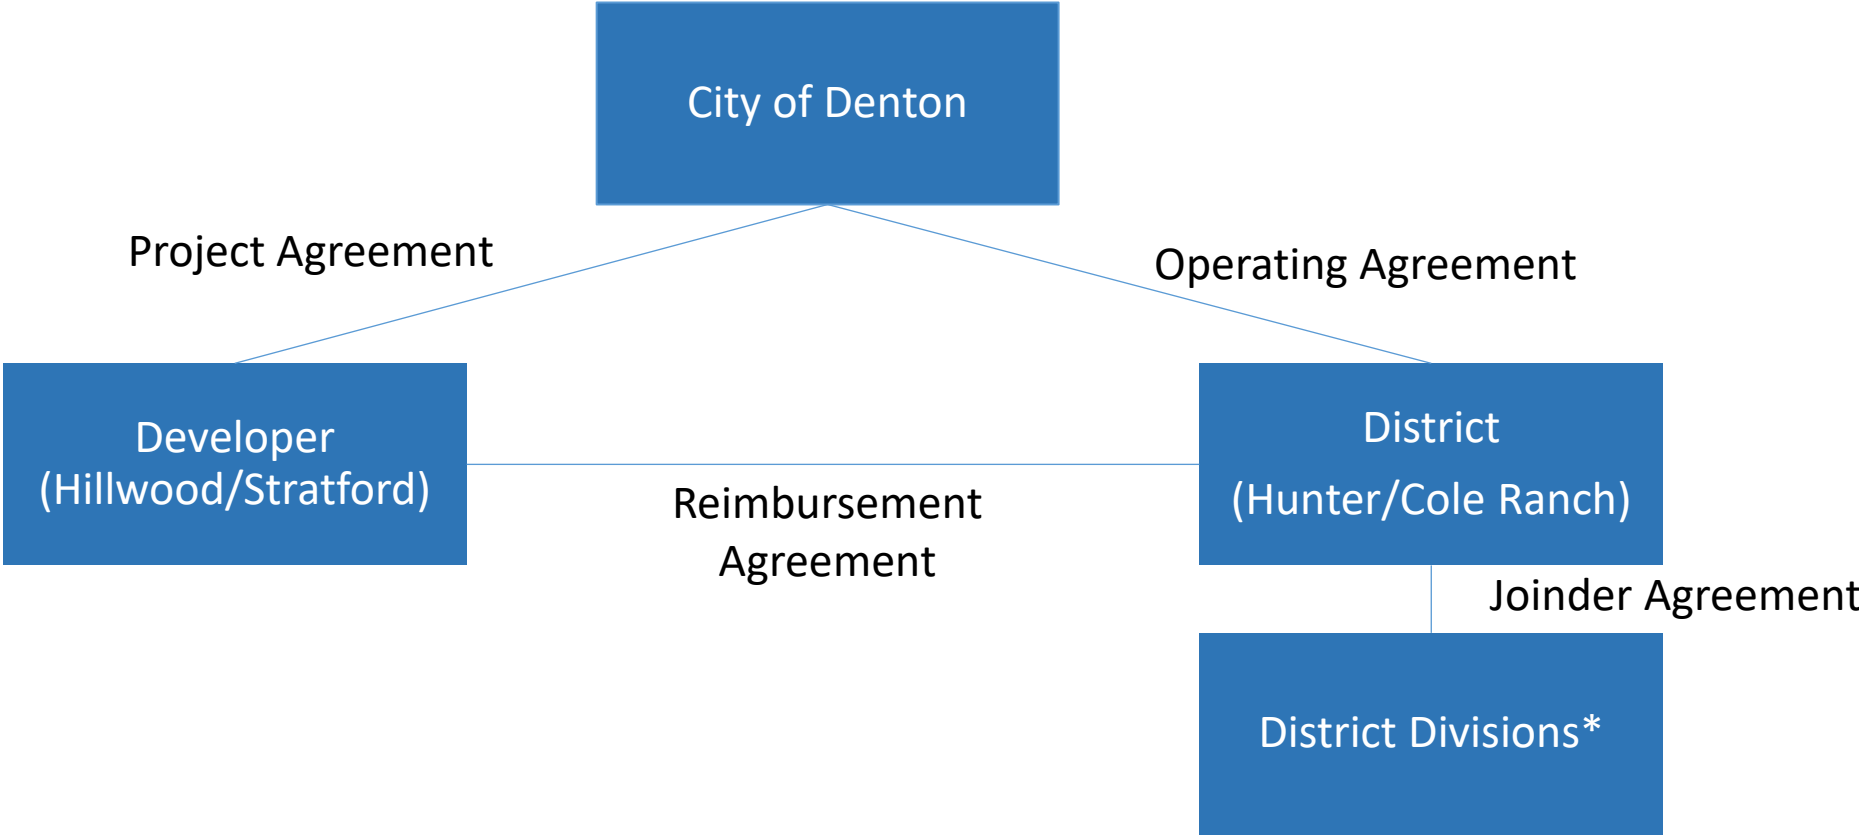 City of Denton
Project Agreement
Operating Agreement
Developer
(Hillwood/Stratford)
District
(Hunter/Cole Ranch)
Reimbursement
Agreement
Joinder Agreement
District Divisions*